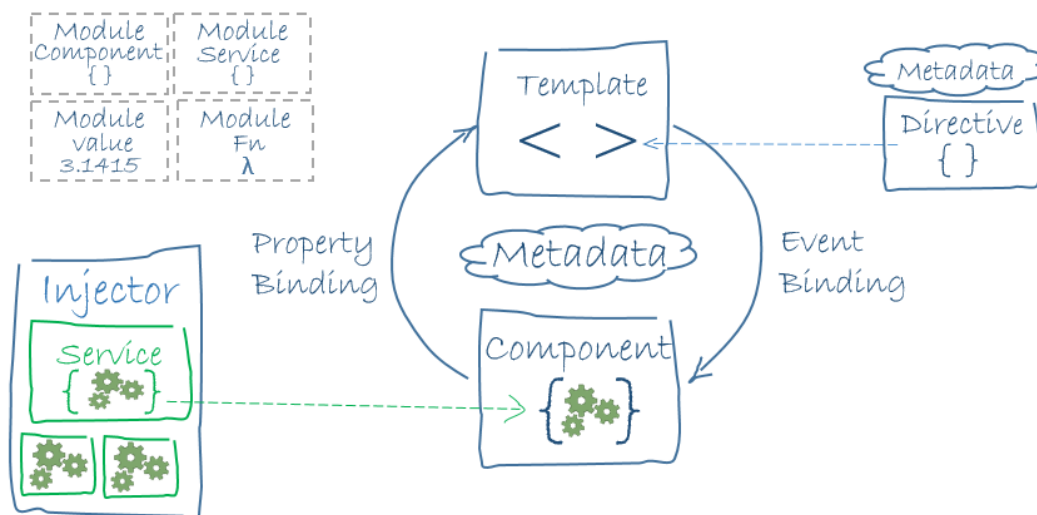 Module
Component
{ }
Module
Service
{ }
Module
value
3.1415
Module
Fn
λ
Template
< >
Metadata
Directive
{ }
Property
Binding
Metadata
Event
Binding
Injector
Service
{ }
Component
{ }